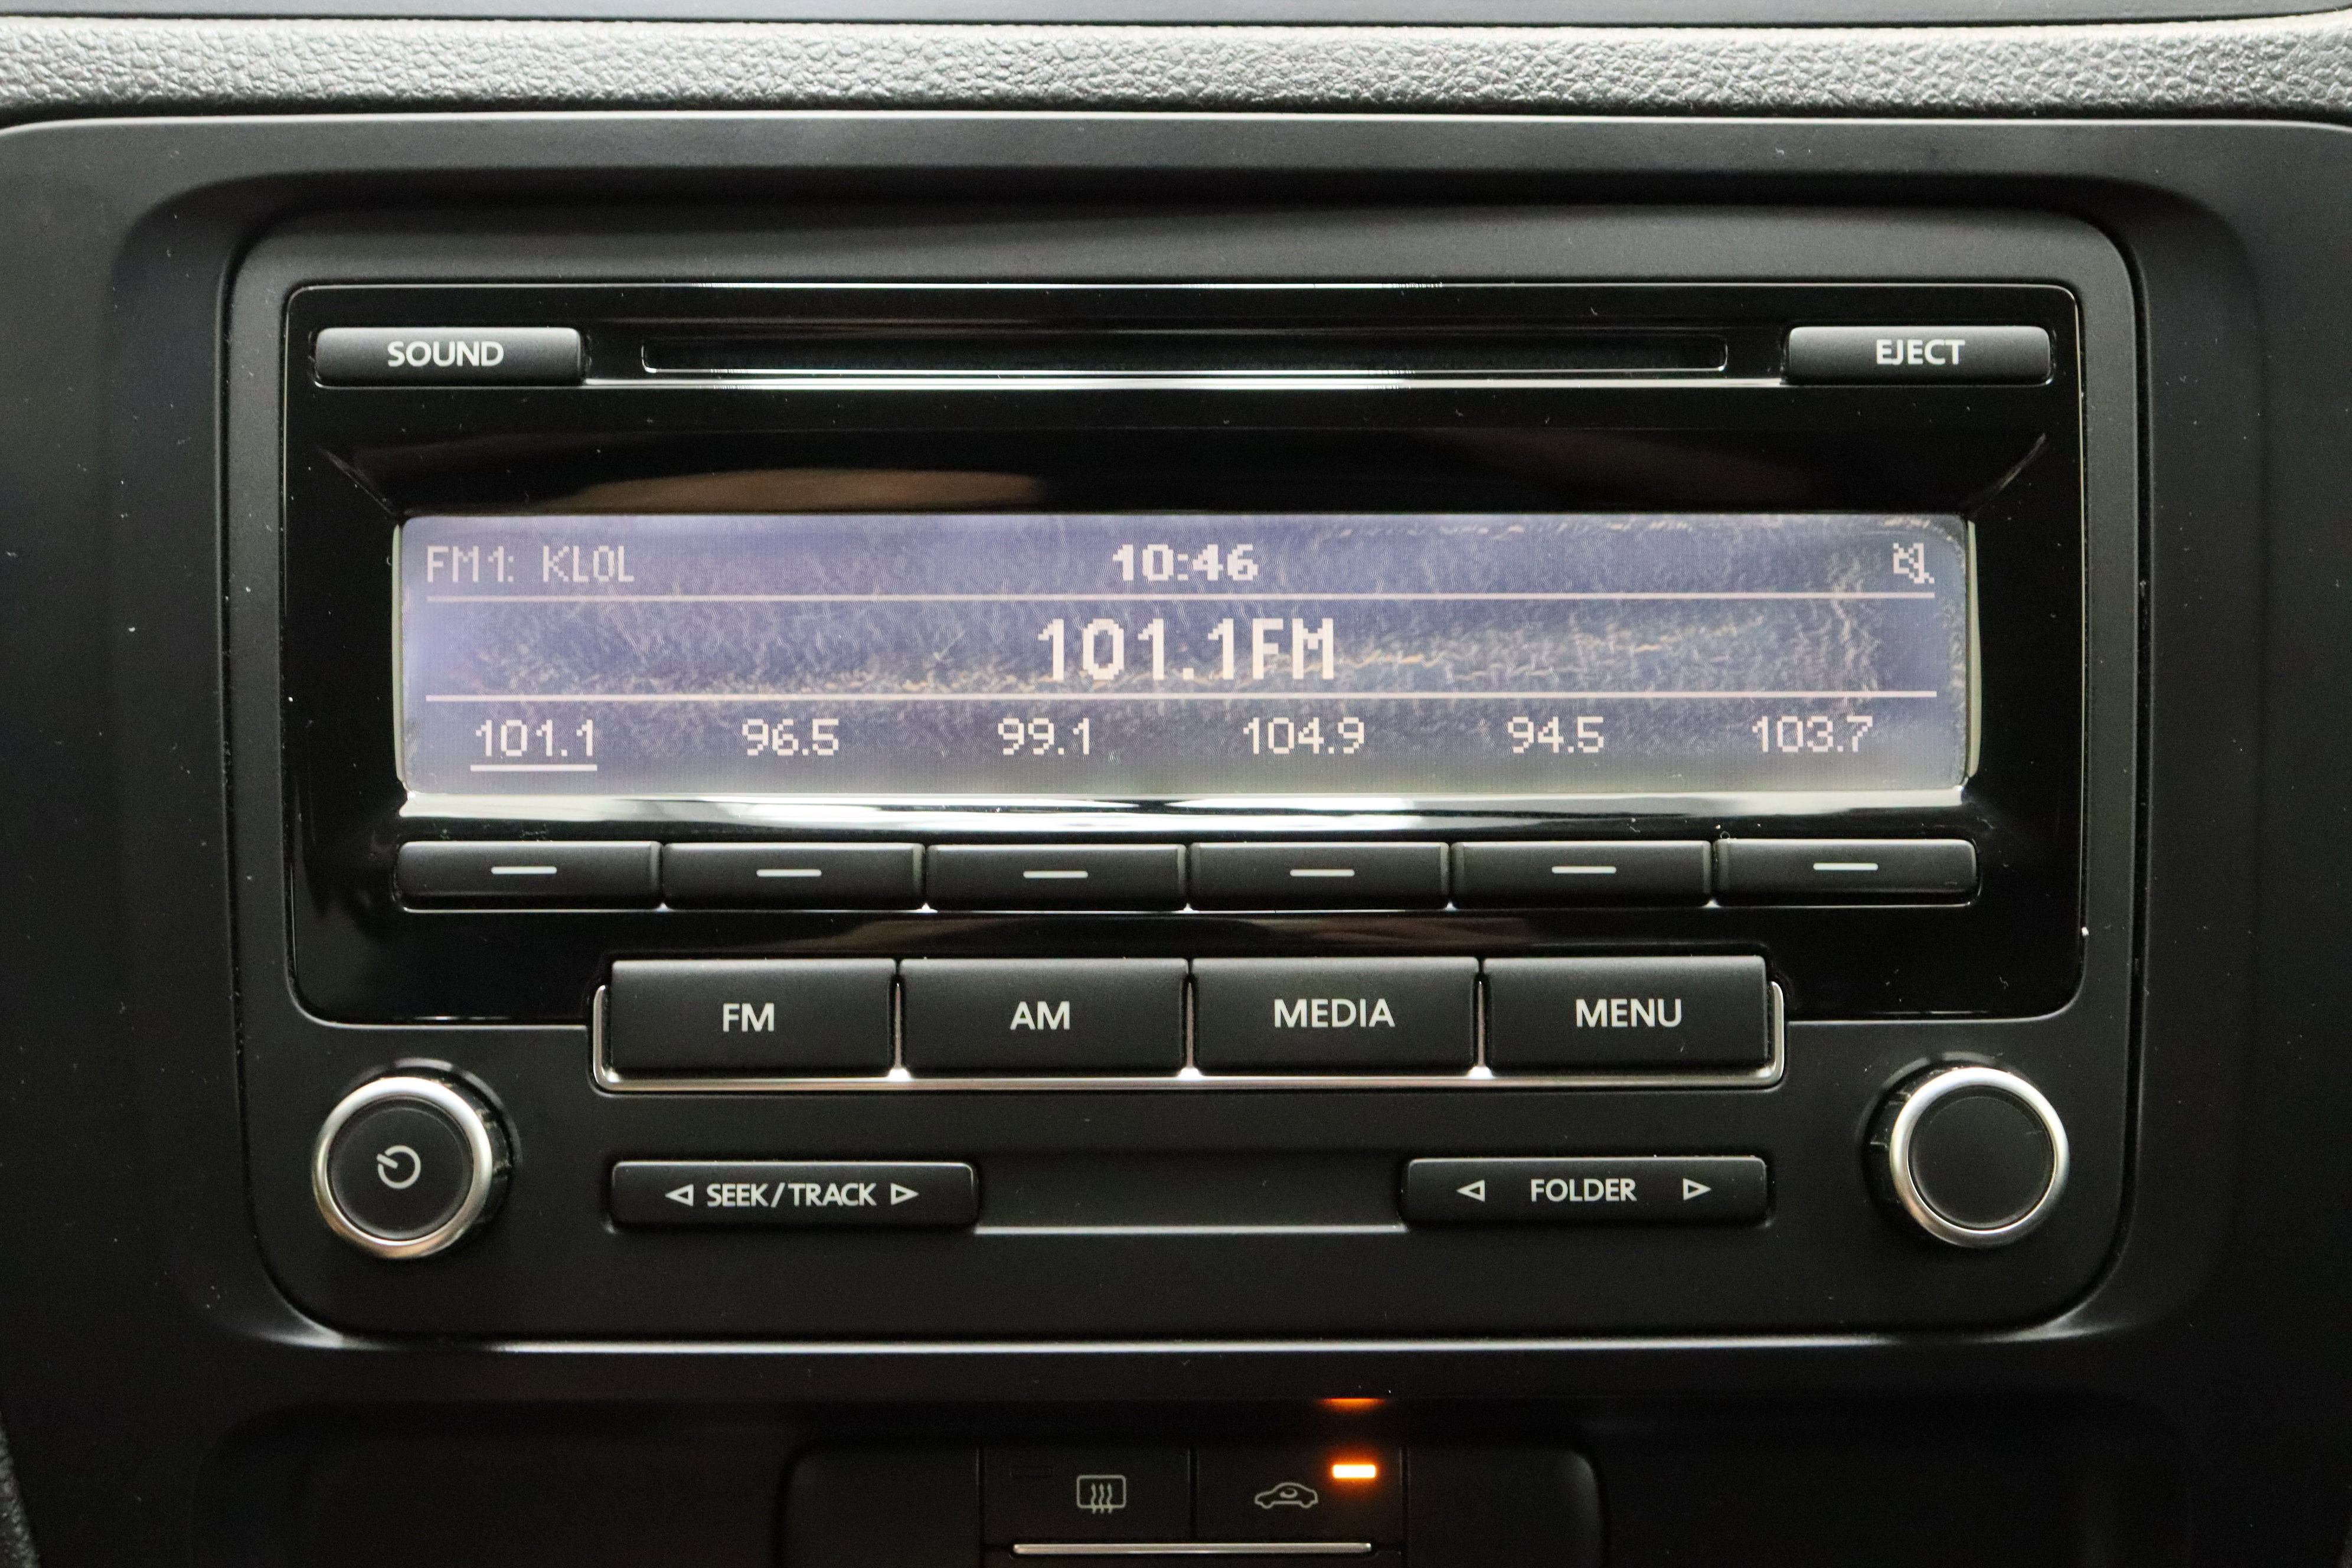 SOUND EJECT
FM1: KLOL 10:46
101.1FM
101.1 96.5 99.1 104.9 94.5 103.7
FM AM MEDIA MENU
SEEK/TRACK FOLDER